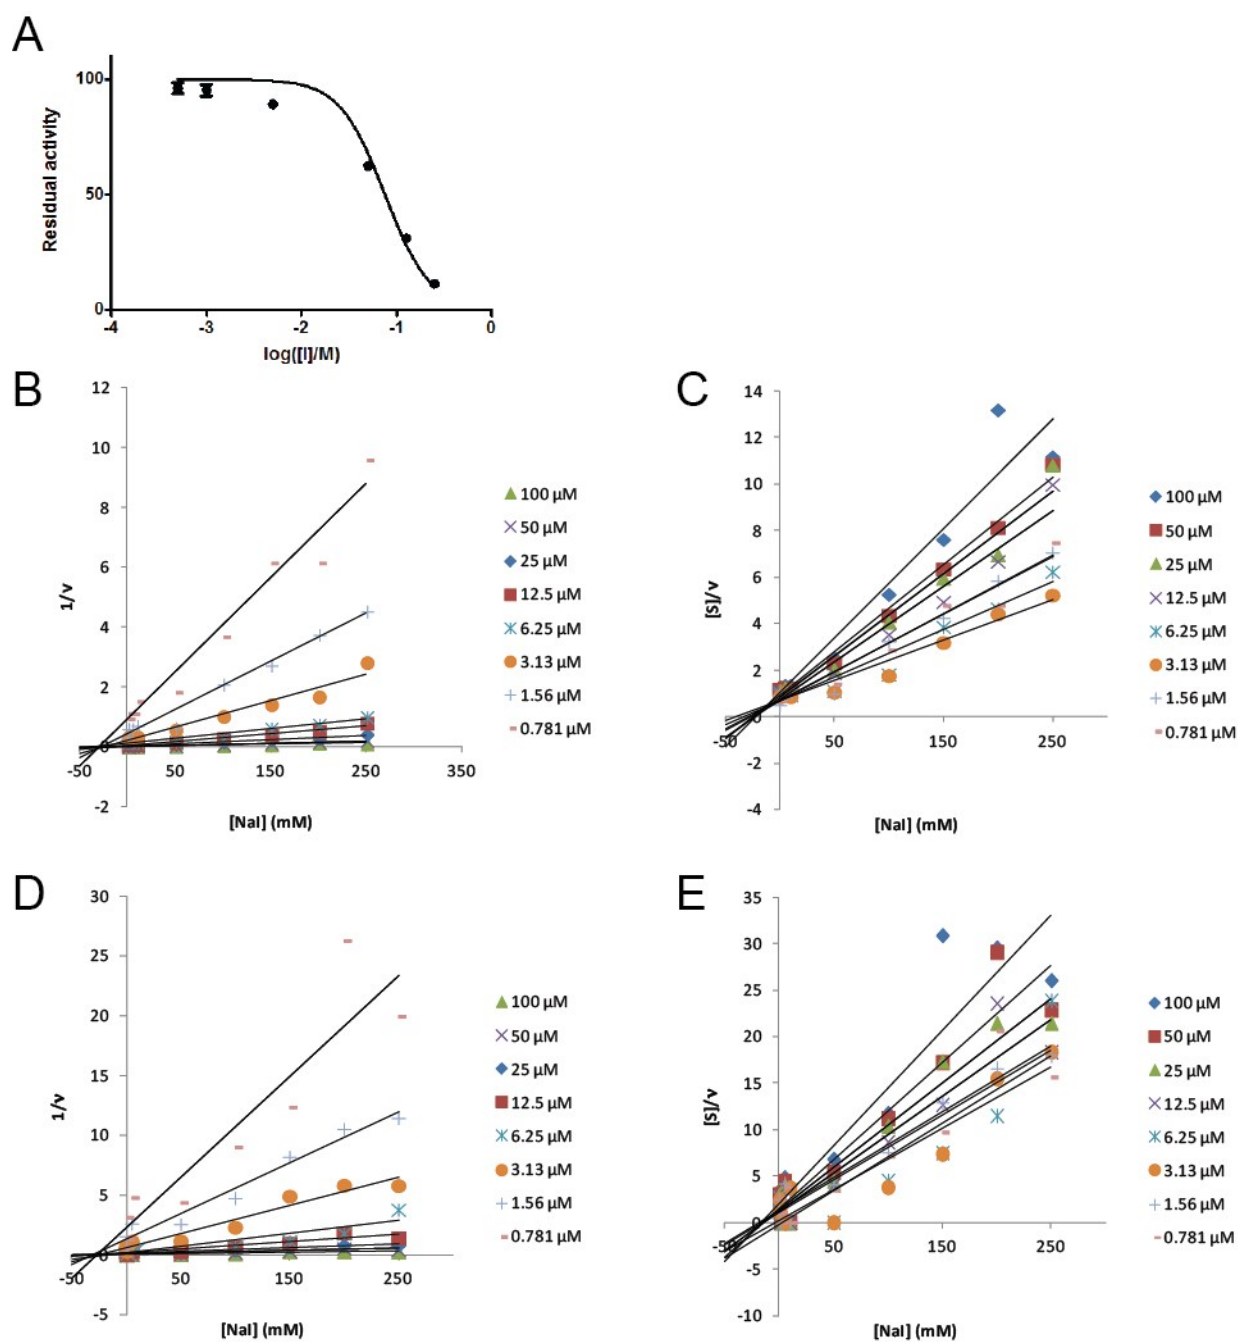 A
100
50
0
Residual activity
-4 -3 -2 -1 0
log([I]/M)
B
12
10
8
6
4
2
0
-2
1/v
-50 50 150 250 350
[NaI] (mM)
100 µM
50 µM
25 µM
12.5 µM
6.25 µM
3.13 µM
1.56 µM
0.781 µM
C
14
12
10
8
6
4
2
0
-2
-4
[S]/v
-50 50 150 250
[NaI] (mM)
100 µM
50 µM
25 µM
12.5 µM
6.25 µM
3.13 µM
1.56 µM
0.781 µM
D
30
25
20
15
10
5
0
-5
1/v
-50 50 150 250
[NaI] (mM)
100 µM
50 µM
25 µM
12.5 µM
6.25 µM
3.13 µM
1.56 µM
0.781 µM
E
35
30
25
20
15
10
5
0
-5
-10
[S]/v
-50 50 150 250
[NaI] (mM)
100 µM
50 µM
25 µM
12.5 µM
6.25 µM
3.13 µM
1.56 µM
0.781 µM